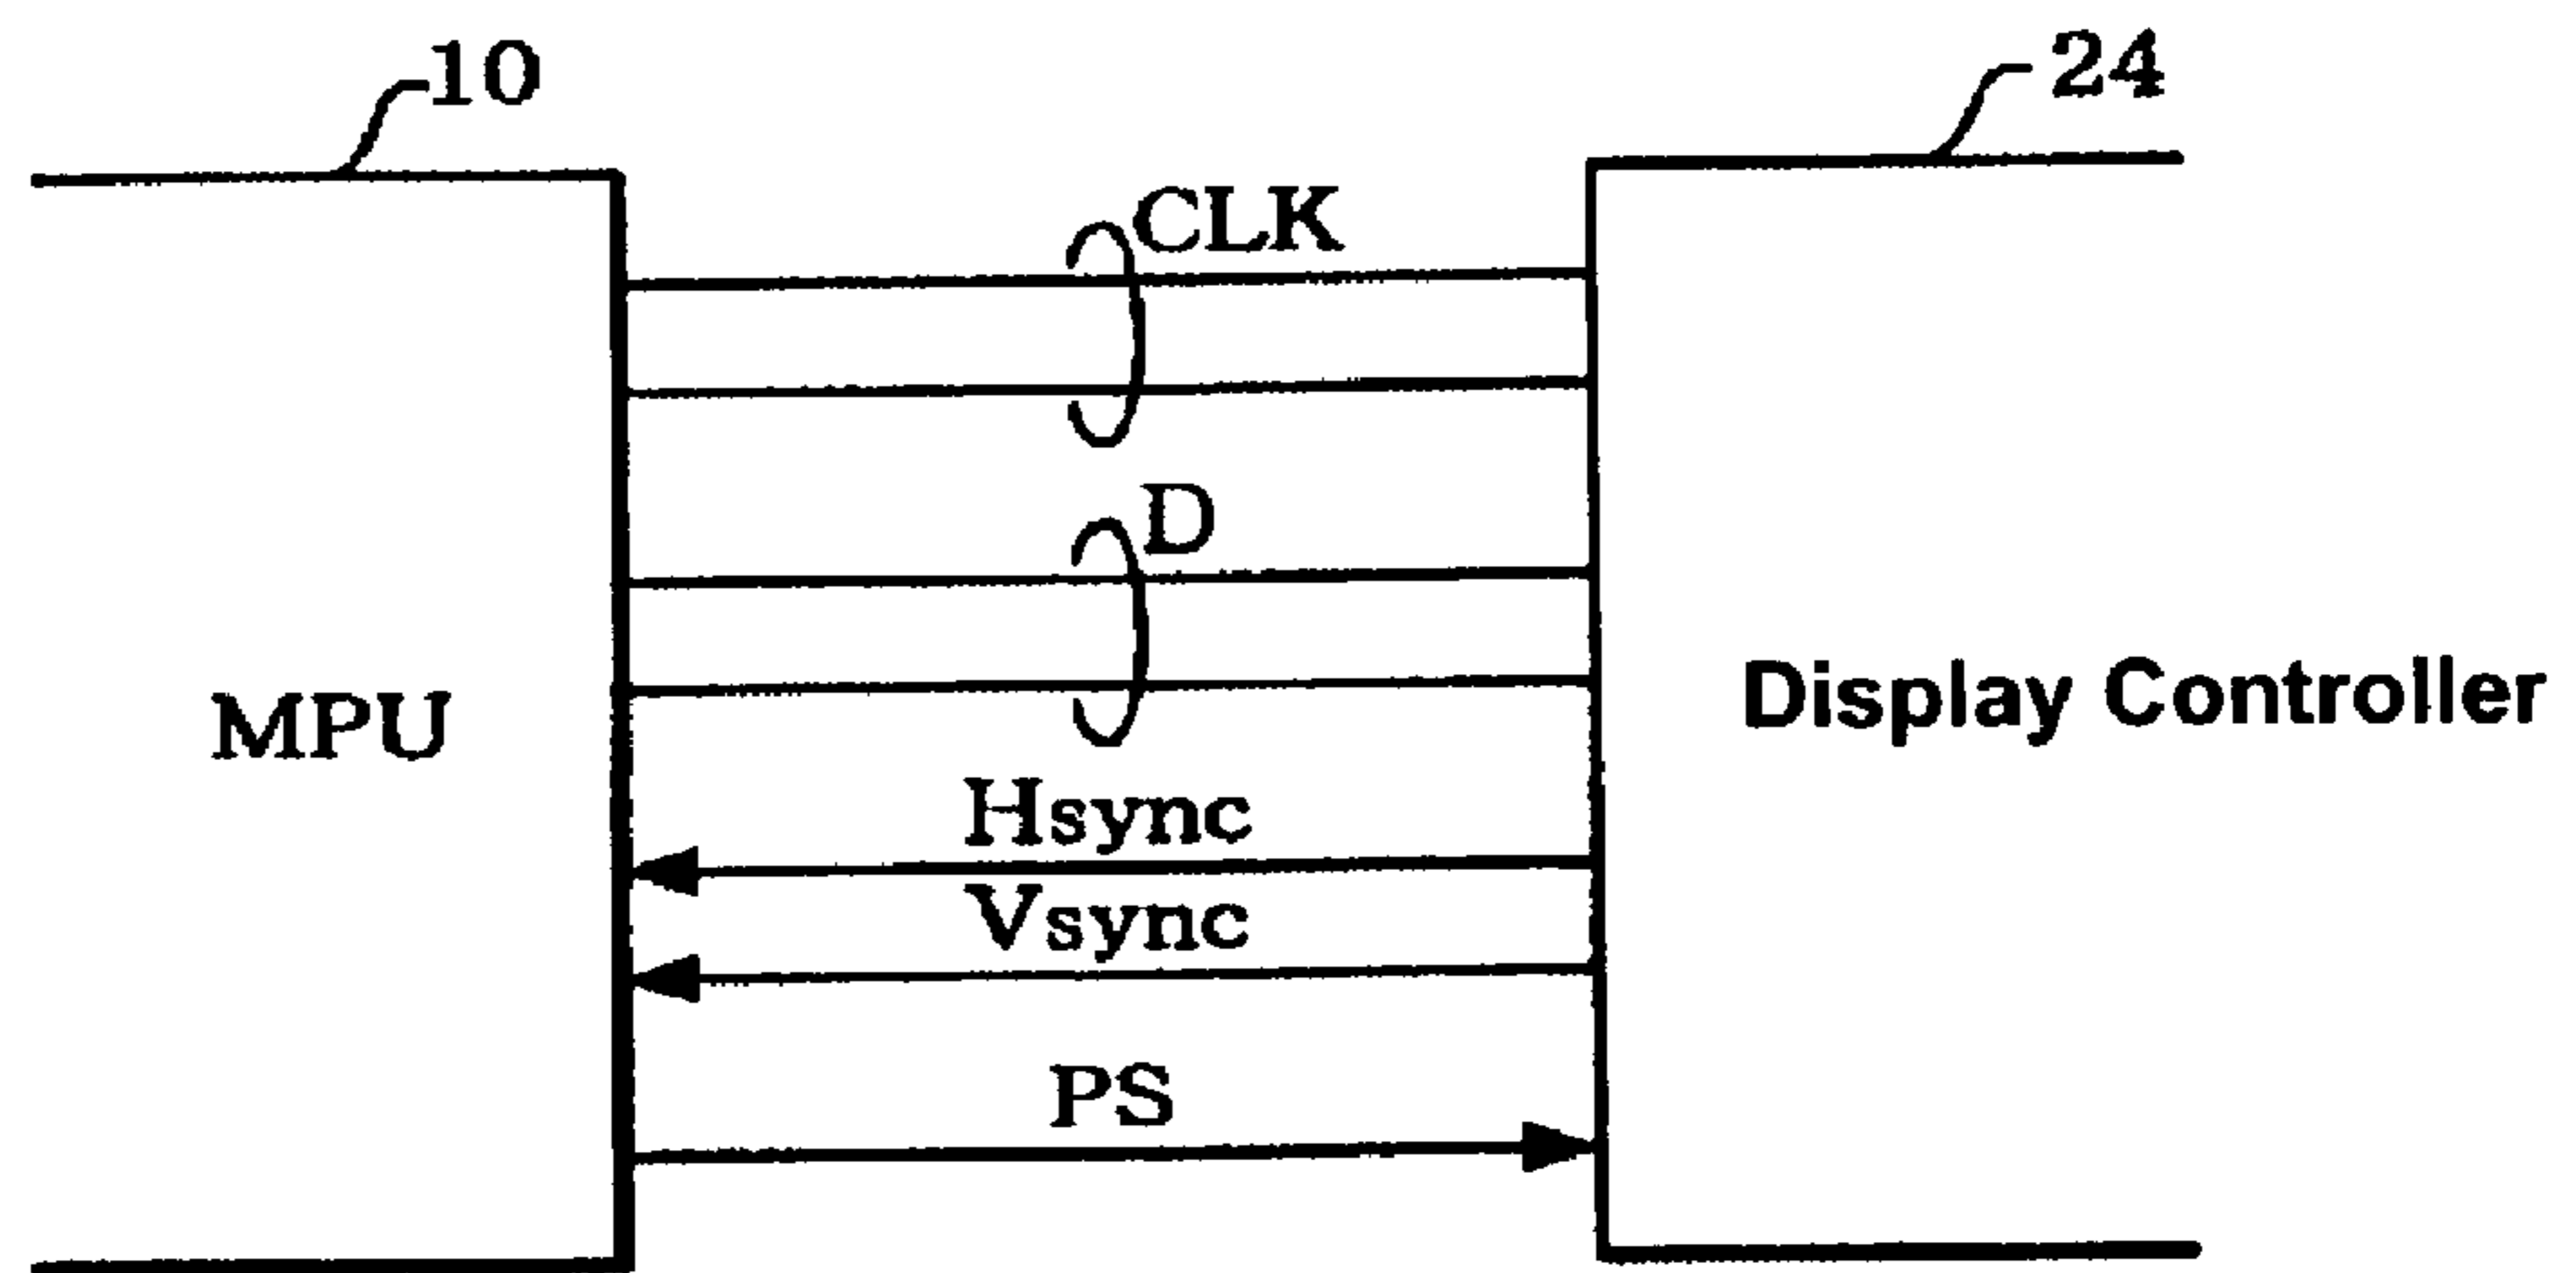 10
24
CLK
D
MPU
Display Controller
Hsync
Vsync
PS